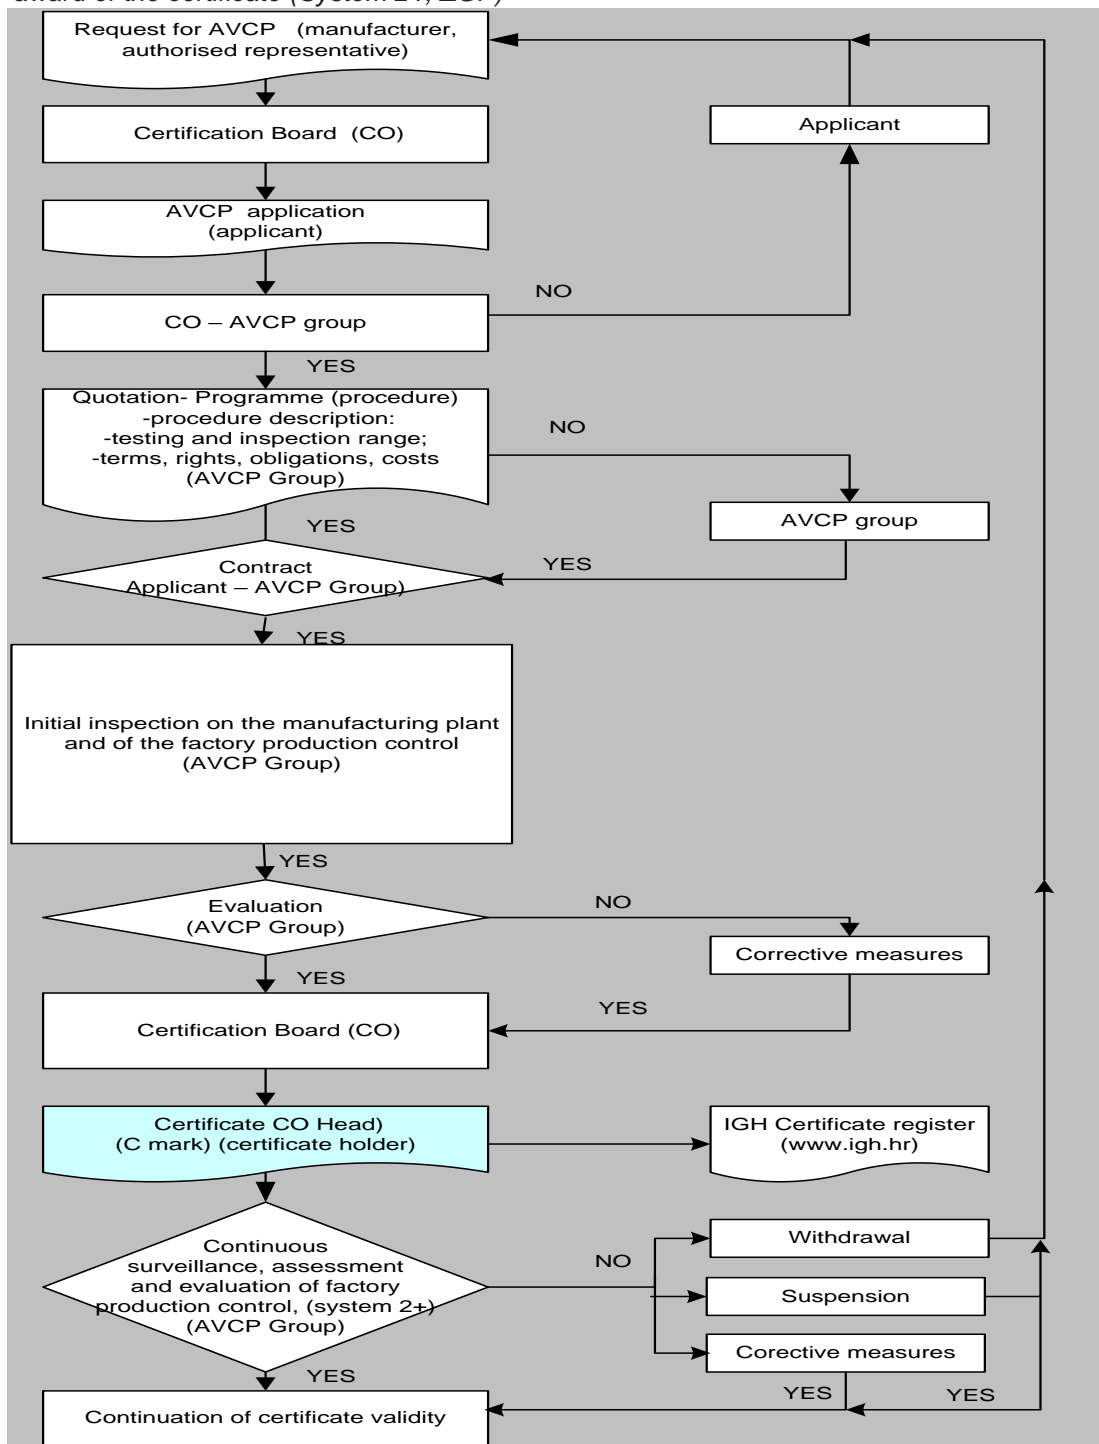 award of the certificate (System 2+, ZGP)
Request for AVCP (manufacturer,
authorised representative)
Applicant
Certification Board (CO)
AVCP application
(applicant)
NO
CO – AVCP group
YES
Quotation- Programme (procedure)
-procedure description:
-testing and inspection range;
-terms, rights, obligations, costs
(AVCP Group)
NO
AVCP group
YES
Contract
Applicant – AVCP Group)
YES
YES
Initial inspection on the manufacturing plant
and of the factory production control
(AVCP Group)
YES
Evaluation
(AVCP Group)
NO
Corrective measures
YES
YES
Certification Board (CO)
Certificate CO Head)
(C mark) (certificate holder)
IGH Certificate register
(www.igh.hr)
Continuous
surveillance, assessment
and evaluation of factory
production control, (system 2+)
(AVCP Group)
NO
Withdrawal
Suspension
Corective measures
YES
YES
YES
Continuation of certificate validity